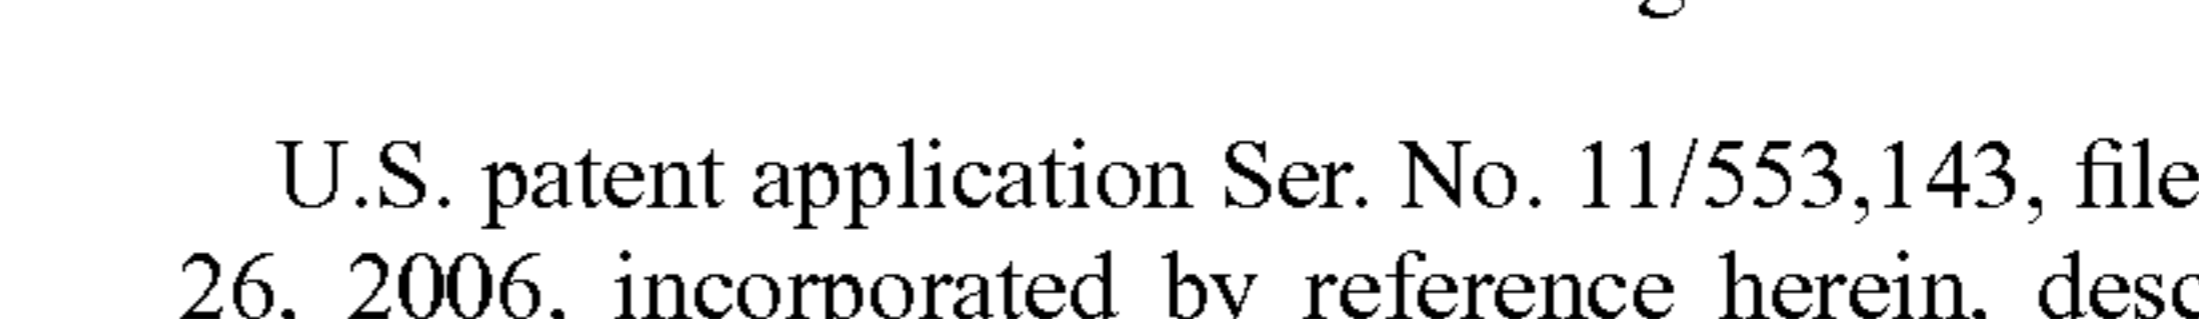 U.S. patent application Ser. No. 11/553,143, file
26, 2006, incorporated by reference herein, desc